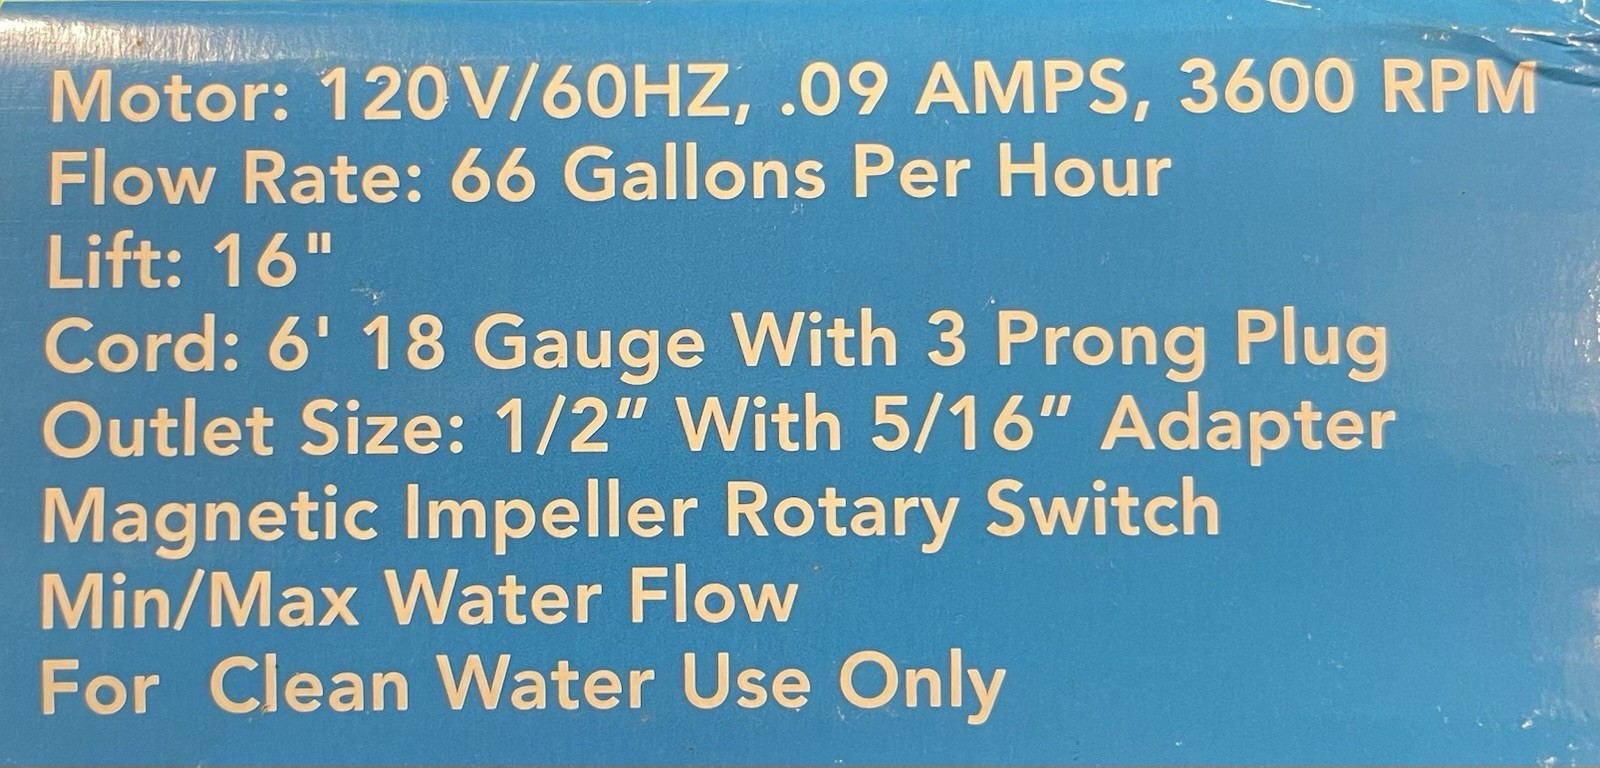 Motor: 120V/60HZ, .09 AMPS, 3600 RPM
Flow Rate: 66 Gallons Per Hour
Lift: 16"
Cord: 6' 18 Gauge With 3 Prong Plug
Outlet Size: 1/2” With 5/16” Adapter
Magnetic Impeller Rotary Switch
Min/Max Water Flow
For Clean Water Use Only